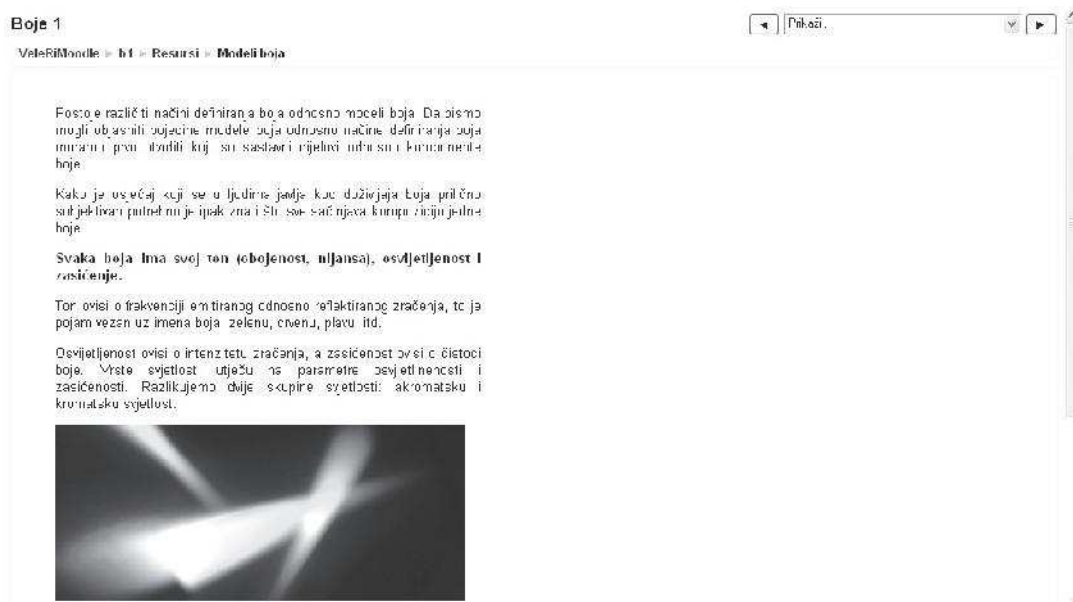 Boje 1
Prikaži...
VeleRiMoodle ► b1 ► Resursi ► Modeli boja
Postoje različiti načini definiranja boja odnosno modeli boja. Da bismo
mogli objasniti pojedine modele boja odnosno načine definiranja boja
moramo prvo utvrditi koji su sastavni dijelovi odnosno komponente
boje.
Kako je osjećaj koji se u ljudima javlja kod doživljaja boja prilično
subjektivan potrebno je ipak znati što sve sačinjava kompoziciju jedne
boje.
Svaka boja ima svoj ton (obojenost, nijansa), osvijetljenost i
zasićenje.
Ton ovisi o frekvenciji emitiranog odnosno reflektiranog zračenja, to je
pojam vezan uz imena boja: zelenu, crvenu, plavu itd.
Osvijetljenost ovisi o intenzitetu zračenja, a zasićenost ovisi o čistoći
boje. Vrste svjetlosti utječu na parametre
zasićenosti. Razlikujemo dvije skupine svjetlosti: akromatsku i
kromatsku svjetlost.